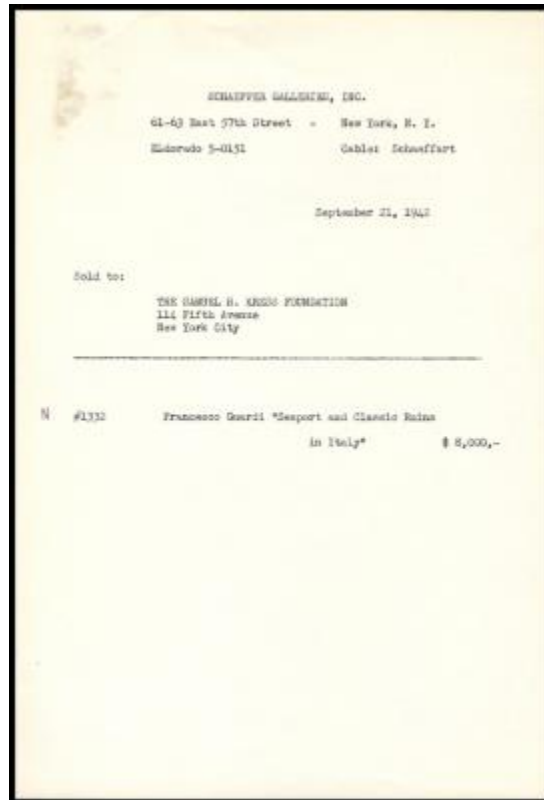 SCHAEFFER GALLERIES, INC.
61-63 East 57th Street - New York, N. Y.
ELdorado 5-0151 Cable: Schaeffart
September 21, 1942
Sold to:
THE SAMUEL H. KRESS FOUNDATION
114 Fifth Avenue
New York City
N #1332 Francesco Guardi "Seaport and Classic Ruins
in Italy" $ 8,000,-